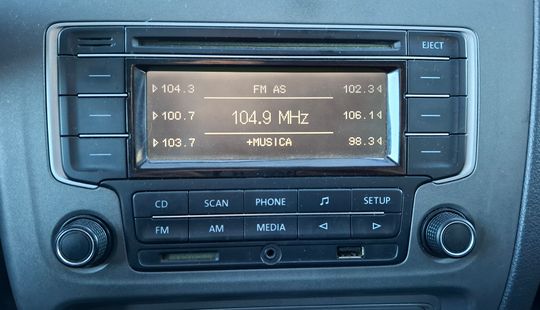 EJECT
104.3 FM AS 102.3
100.7 104.9 MHz 106.1
103.7 +MUSICA 98.3
CD SCAN PHONE SETUP
FM AM MEDIA